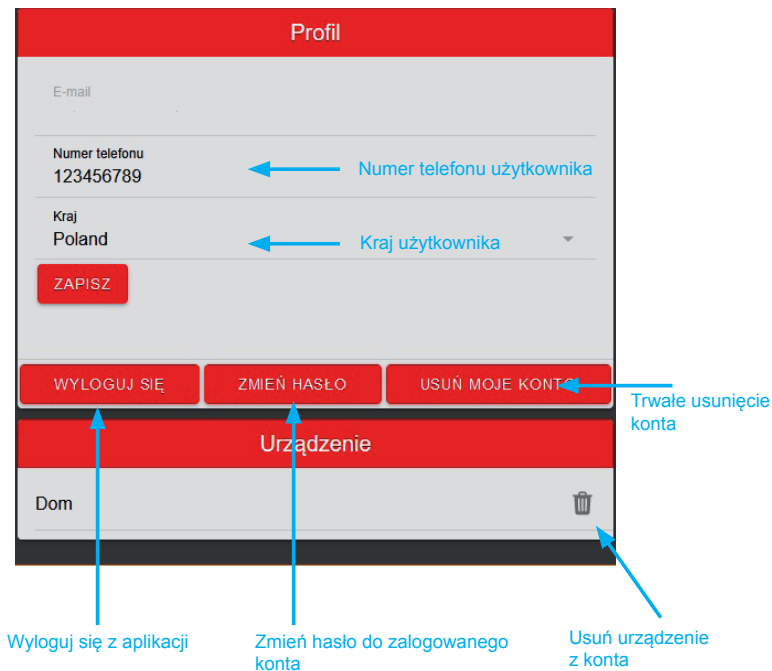 Profil
E-mail
Numer telefonu
123456789
Numer telefonu użytkownika
Kraj
Poland
Kraj użytkownika
ZAPISZ
WYLOGUJ SIĘ
ZMIEŃ HASŁO
USUŃ MOJE KONTO
Trwałe usunięcie
konta
Urządzenie
Dom
Wyloguj się z aplikacji
Zmień hasło do zalogowanego
konta
Usuń urządzenie
z konta